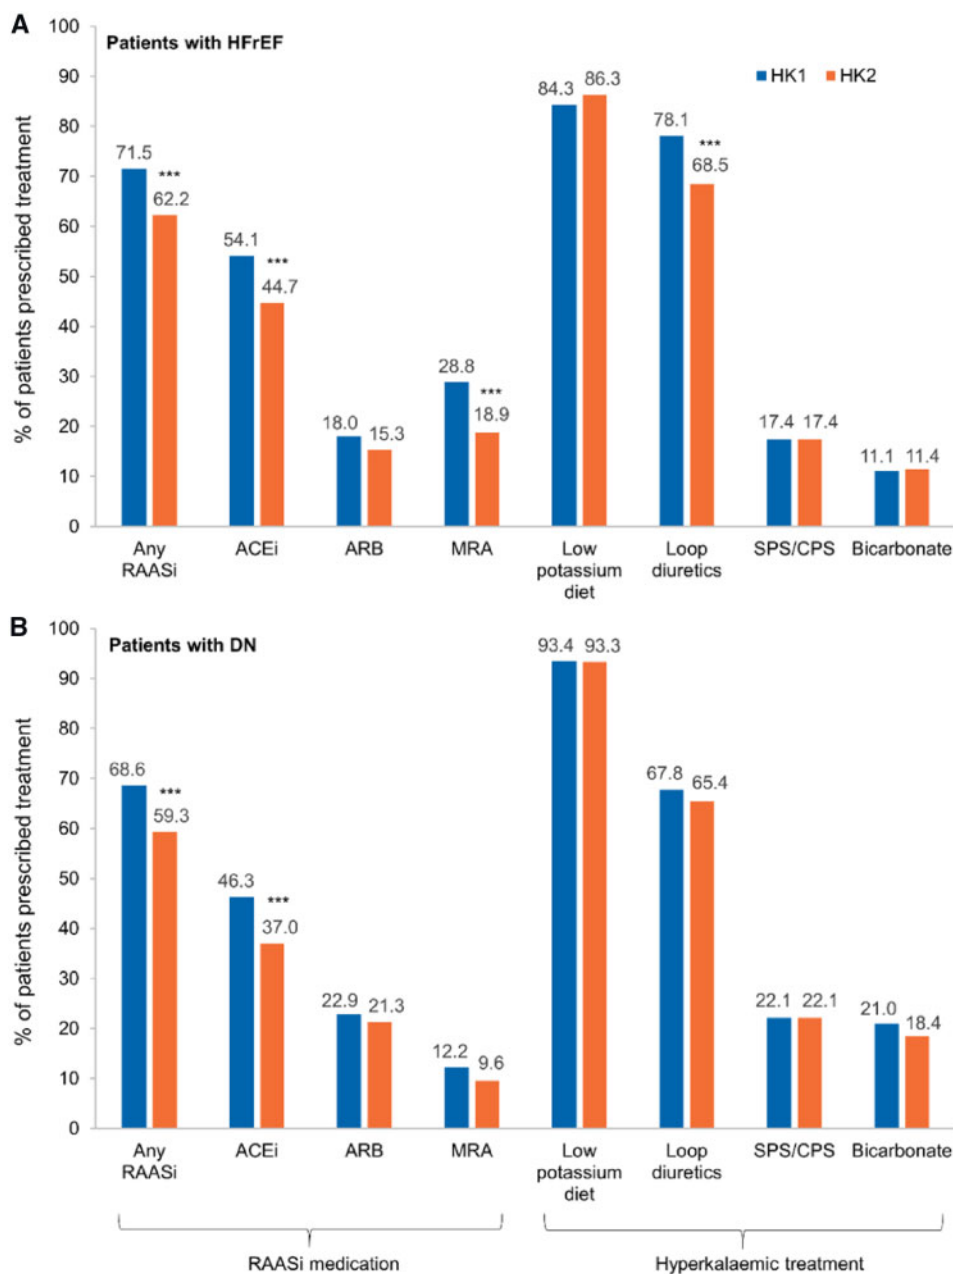 A
Patients with HFrEF
HK1 HK2
% of patients prescribed treatment
100
90
80
70
60
50
40
30
20
10
0
71.5
***
62.2
54.1
***
44.7
18.0 15.3
28.8
***
18.9
84.3 86.3
78.1
***
68.5
17.4 17.4
11.1 11.4
Any RAASi
ACEi
ARB
MRA
Low potassium diet
Loop diuretics
SPS/CPS
Bicarbonate
B
Patients with DN
% of patients prescribed treatment
100
90
80
70
60
50
40
30
20
10
0
68.6
***
59.3
46.3
***
37.0
22.9 21.3
12.2 9.6
93.4 93.3
67.8 65.4
22.1 22.1
21.0 18.4
Any RAASi
ACEi
ARB
MRA
Low potassium diet
Loop diuretics
SPS/CPS
Bicarbonate
RAASi medication
Hyperkalaemic treatment